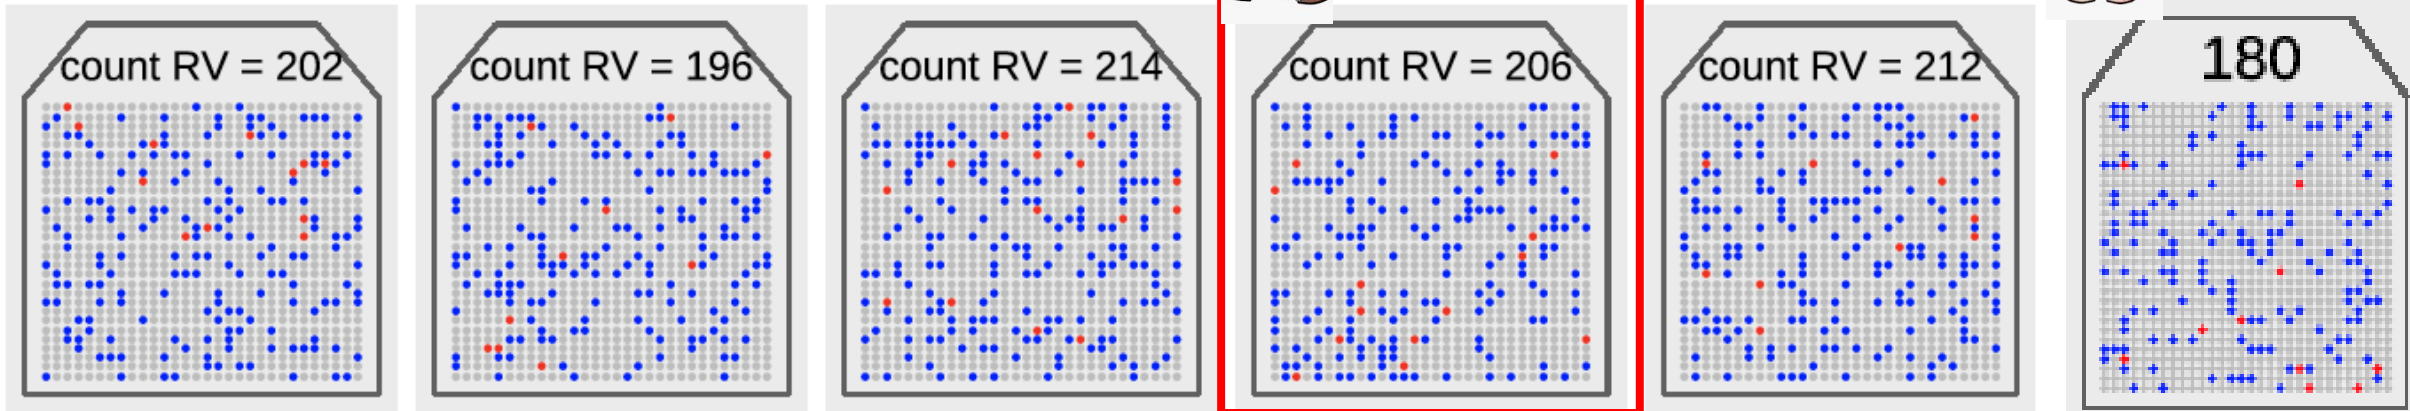 count RV = 202
count RV = 196
count RV = 214
count RV = 206
count RV = 212
180